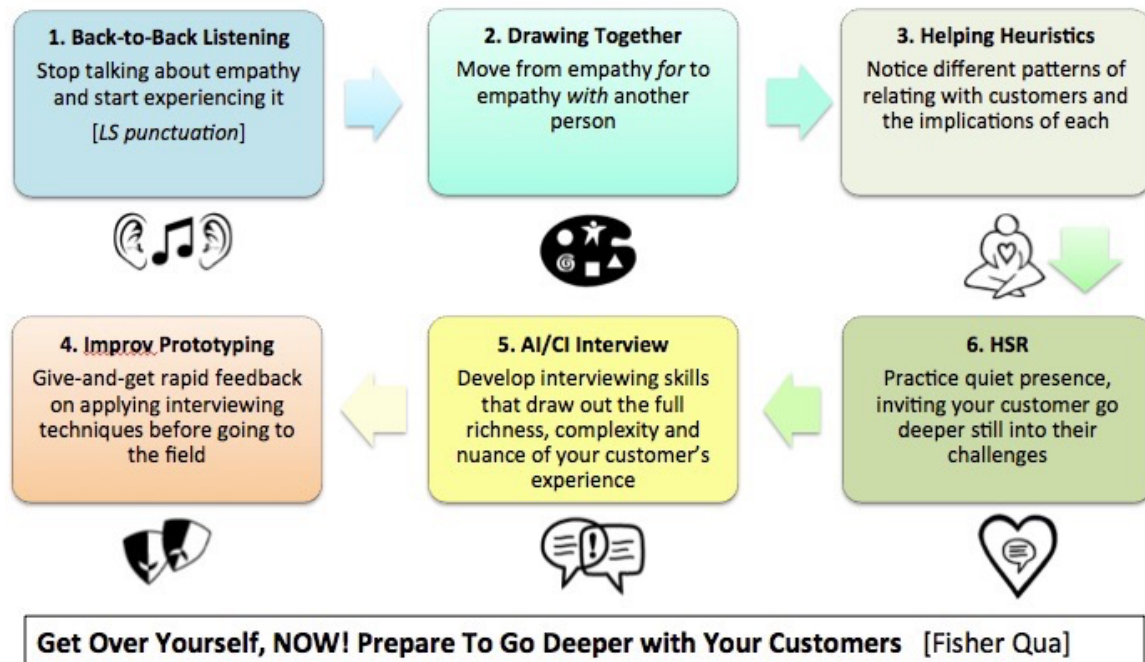 1. Back-to-Back Listening
Stop talking about empathy
and start experiencing it
[LS punctuation]
2. Drawing Together
Move from empathy for to
empathy with another
person
3. Helping Heuristics
Notice different patterns of
relating with customers and
the implications of each
4. Improv Prototyping
Give-and-get rapid feedback
on applying interviewing
techniques before going to
the field
5. AI/CI Interview
Develop interviewing skills
that draw out the full
richness, complexity and
nuance of your customer's
experience
6. HSR
Practice quiet presence,
inviting your customer go
deeper still into their
challenges
Get Over Yourself, NOW! Prepare To Go Deeper with Your Customers [Fisher Qua]